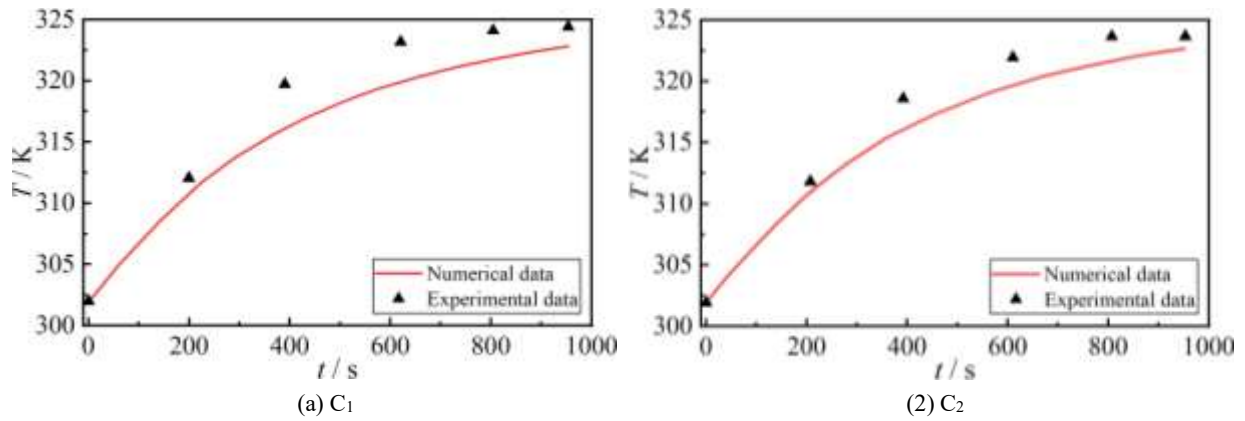 325
320
315
310
305
300
T / K
Numerical data
Experimental data
0 200 400 600 800 1000
t / s
(a) C₁
325
320
315
310
305
300
T / K
Numerical data
Experimental data
0 200 400 600 800 1000
t / s
(2) C₂